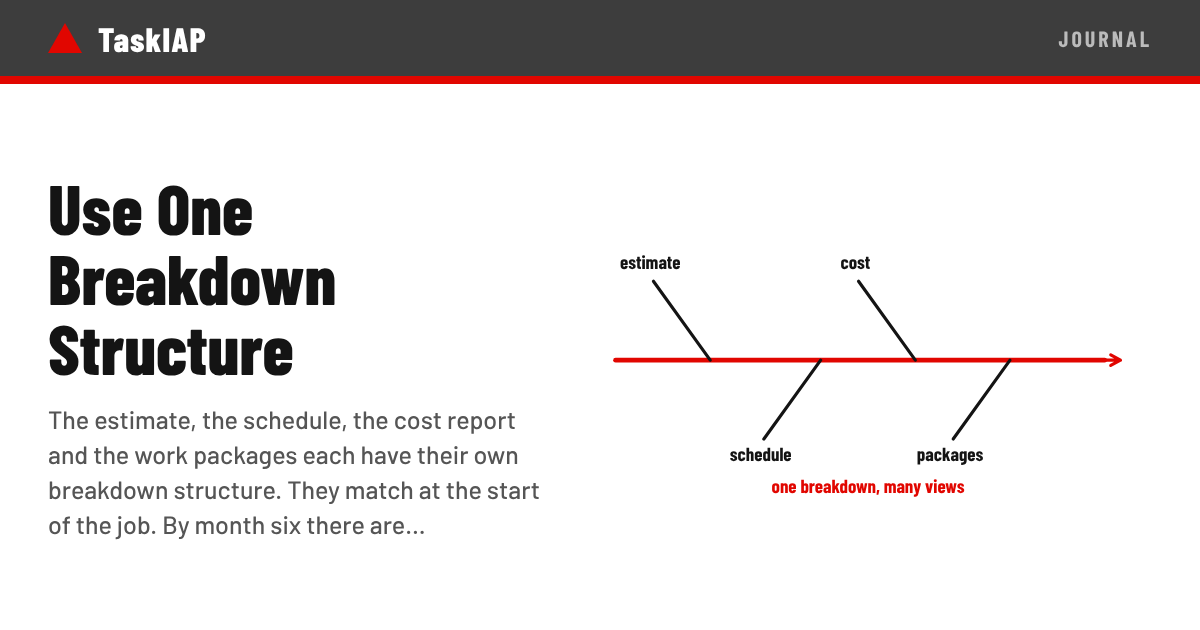 TaskIAP
JOURNAL
Use One
Breakdown
Structure
The estimate, the schedule, the cost report
and the work packages each have their own
breakdown structure. They match at the start
of the job. By month six there are...
estimate
cost
schedule
packages
one breakdown, many views